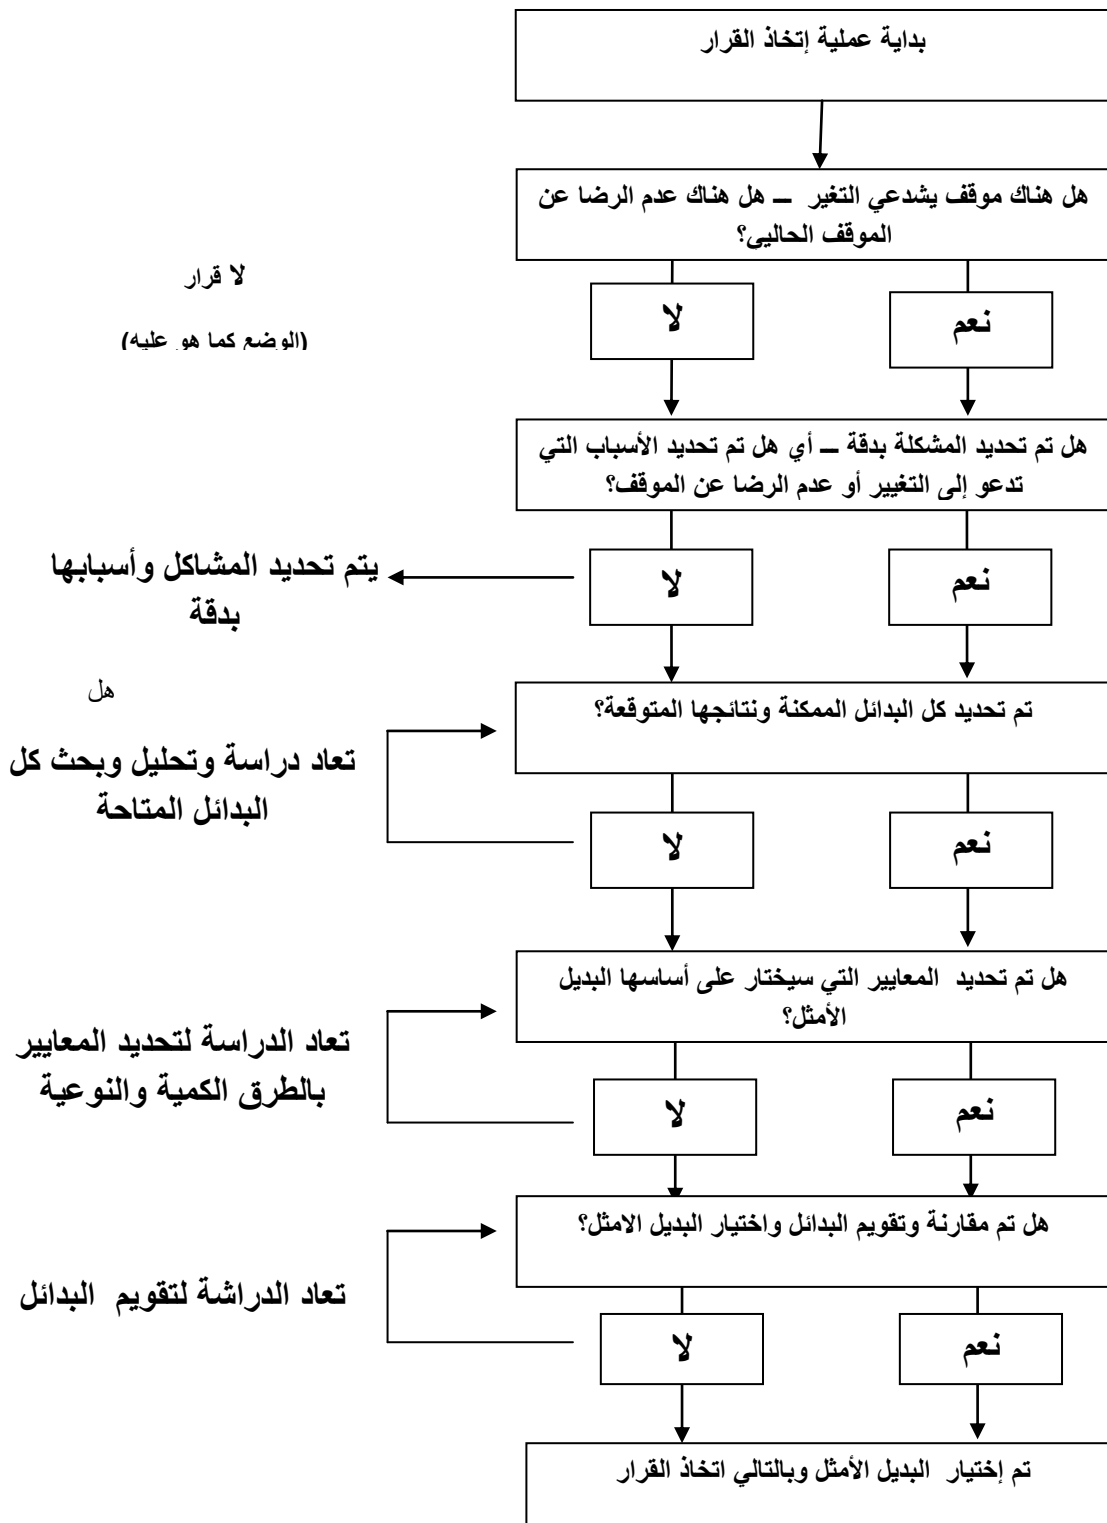 بداية عملية إتخاذ القرار
هل هناك موقف يشدعي التغير – هل هناك عدم الرضا عن
الموقف الحاليي؟
لا قرار
(الوضع كما هو عليه)
لا
نعم
هل تم تحديد المشكلة بدقة – أي هل تم تحديد الأسباب التي
تدعو إلى التغيير أو عدم الرضا عن الموقف؟
يتم تحديد المشاكل وأسبابها
بدقة
لا
نعم
هل
تم تحديد كل البدائل الممكنة ونتائجها المتوقعة؟
تعاد دراسة وتحليل وبحث كل
البدائل المتاحة
لا
نعم
هل تم تحديد المعايير التي سيختار على أساسها البديل
الأمثل؟
تعاد الدراسة لتحديد المعايير
بالطرق الكمية والنوعية
لا
نعم
هل تم مقارنة وتقويم البدائل واختيار البديل الامثل؟
تعاد الدراشة لتقويم البدائل
لا
نعم
تم إختيار البديل الأمثل وبالتالي اتخاذ القرار